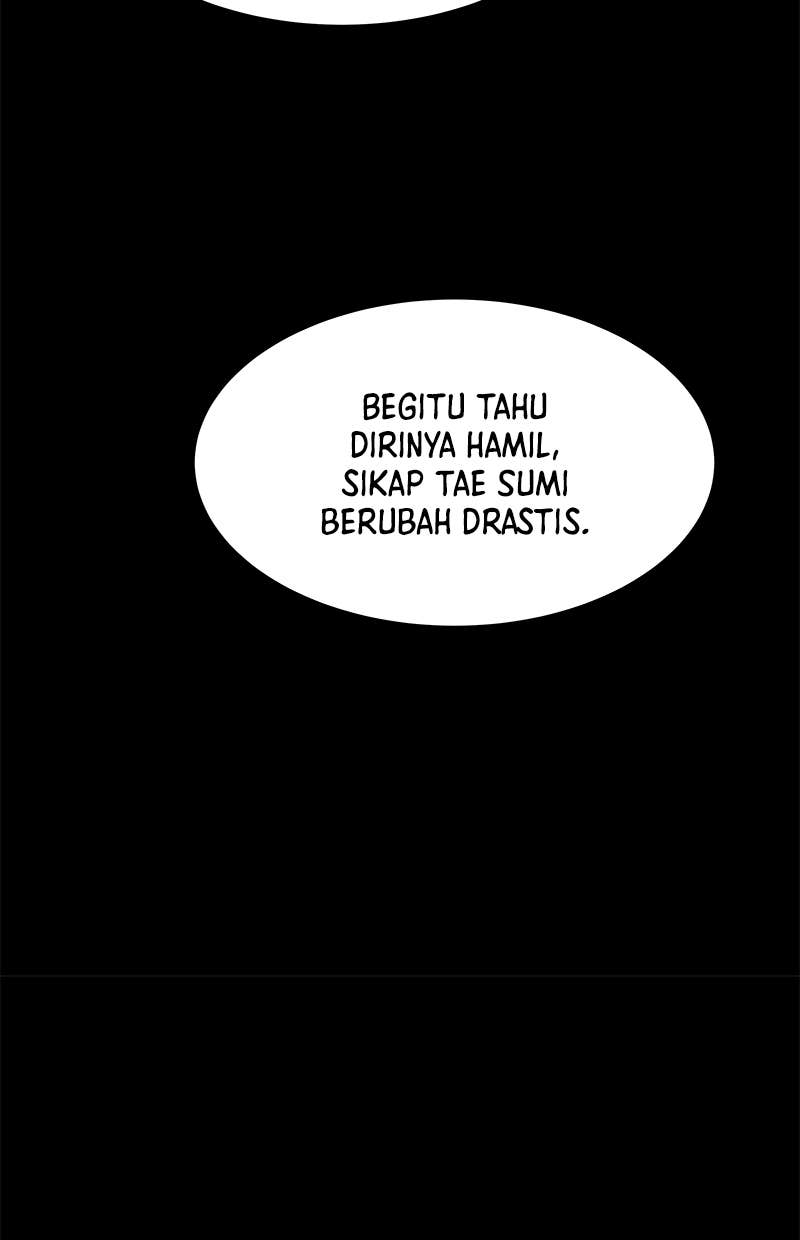 BEGITU TAHU
DIRINYA HAMIL,
SIKAP TAE SUMI
BERUBAH DRASTIS.